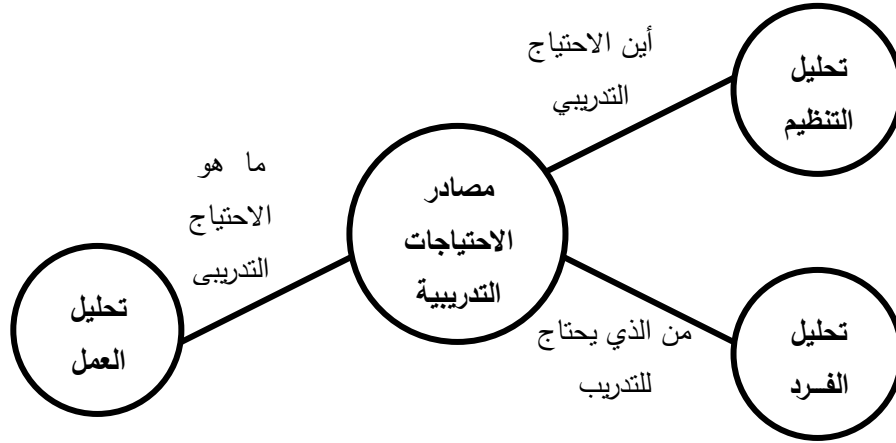 أين الاحتياج
التدريبي
تحليل
التنظيم
ما هو
الاحتياج
التدريبى
مصادر
الاحتياجات
التدريبية
تحليل
العمل
من الذي يحتاج
للتدريب
تحليل
الفــرد